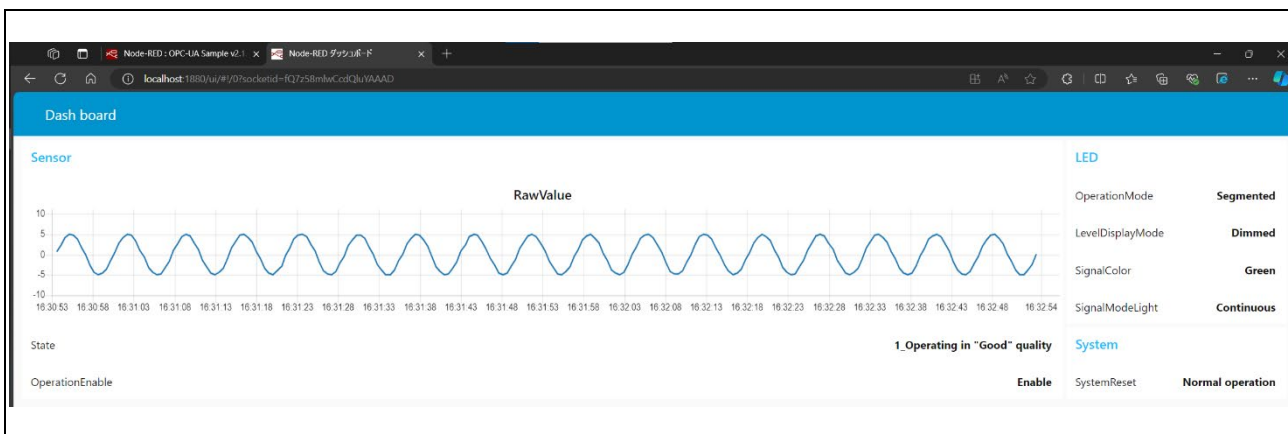 Node-RED : OPC-UA Sample v2.1
Node-RED ダッシュボード
localhost:1880/ui/#!/0?socketid=fQ7z58mlwCcdQluYAAAD
Dash board
Sensor
RawValue
10
5
0
-5
-10
16:30:53 16:30:58 16:31:03 16:31:08 16:31:13 16:31:18 16:31:23 16:31:28 16:31:33 16:31:38 16:31:43 16:31:48 16:31:53 16:31:58 16:32:03 16:32:08 16:32:13 16:32:18 16:32:23 16:32:28 16:32:33 16:32:38 16:32:43 16:32:48 16:32:54
State 1_Operating in "Good" quality
OperationEnable Enable
LED
OperationMode Segmented
LevelDisplayMode Dimmed
SignalColor Green
SignalModeLight Continuous
System
SystemReset Normal operation